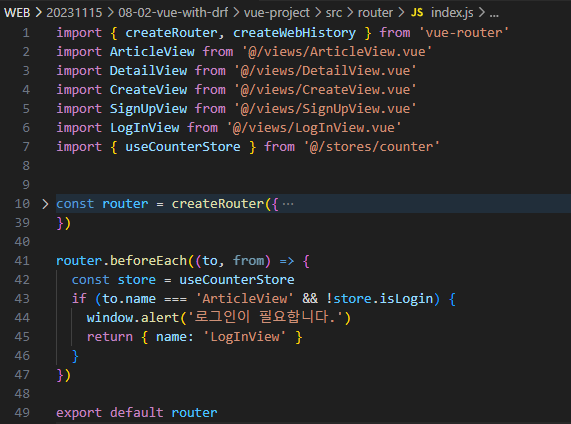 WEB > 20231115 > 08-02-vue-with-drf > vue-project > src > router > JS index.js > ...
1 import { createRouter, createWebHistory } from 'vue-router'
2 import ArticleView from '@/views/ArticleView.vue'
3 import DetailView from '@/views/DetailView.vue'
4 import CreateView from '@/views/CreateView.vue'
5 import SignUpView from '@/views/SignUpView.vue'
6 import LogInView from '@/views/LogInView.vue'
7 import { useCounterStore } from '@/stores/counter'
8
9
10 > const router = createRouter({ ⋯
39 })
40
41 router.beforeEach((to, from) => {
42   const store = useCounterStore
43   if (to.name === 'ArticleView' && !store.isLogin) {
44     window.alert('로그인이 필요합니다.')
45     return { name: 'LogInView' }
46   }
47 })
48
49 export default router